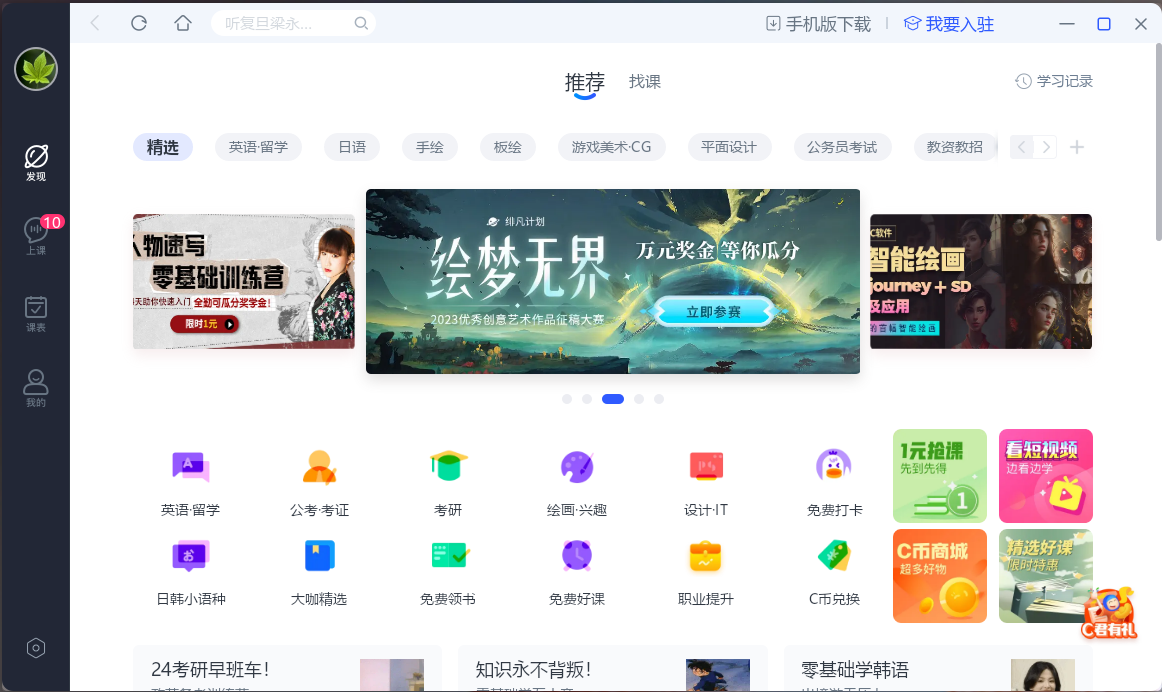 听复旦梁永...
手机版下载
我要入驻
发现
10
上课
课表
我的
推荐
找课
学习记录
精选
英语·留学
日语
手绘
板绘
游戏美术·CG
平面设计
公务员考试
教资教招
人物速写
零基础训练营
天助你快速入门 全勤可瓜分奖学金!
限时1元
绯凡计划
绘梦无界
2023优秀创意艺术作品征稿大赛
万元奖金 等你瓜分
立即参赛
C软件
智能绘画
journey + SD
及应用
的首幅智能绘画
英语·留学
公考·考证
考研
绘画·兴趣
设计·IT
免费打卡
日韩小语种
大咖精选
免费领书
免费好课
职业提升
C币兑换
1元抢课
先到先得
看短视频
边看边学
C币商城
超多好物
精选好课
限时特惠
C君有礼
24考研早班车!
知识永不背叛!
零基础学韩语